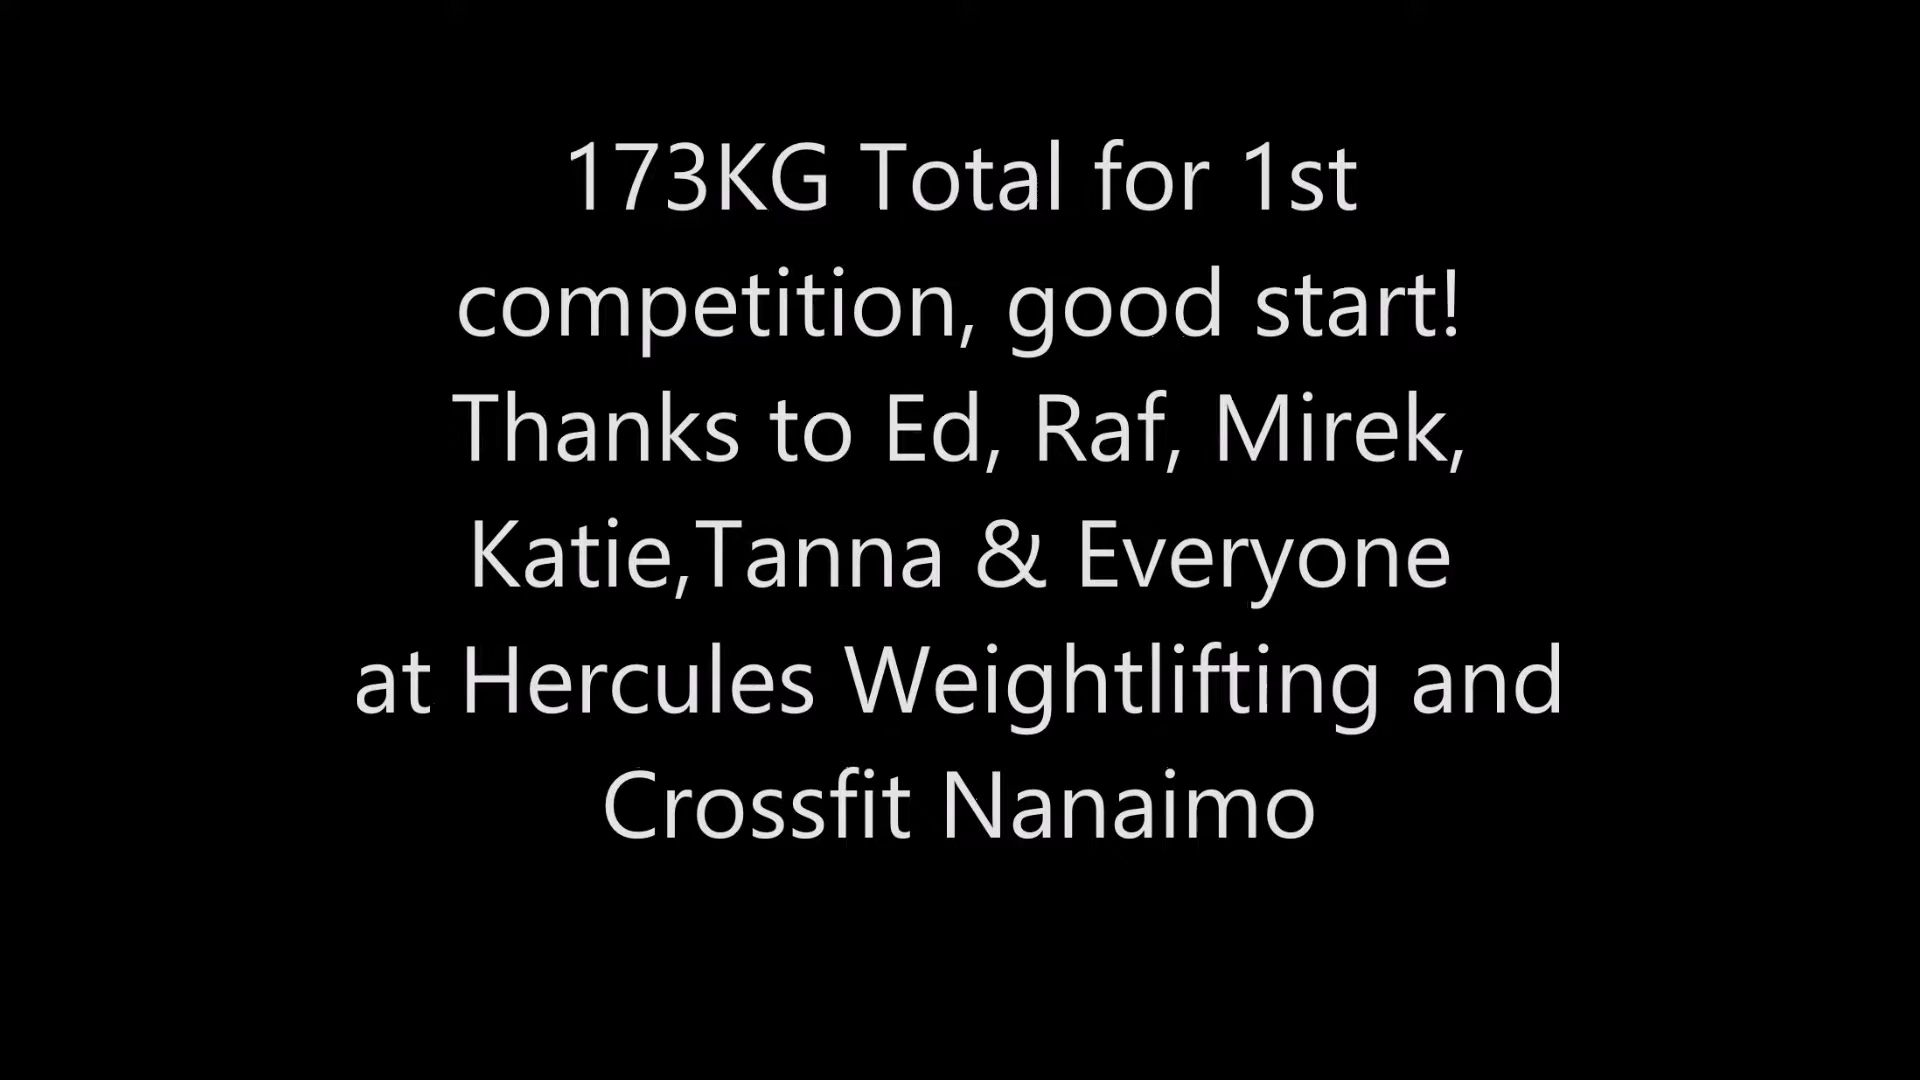 173KG Total for 1st
competition, good start!
Thanks to Ed, Raf, Mirek,
Katie,Tanna & Everyone
at Hercules Weightlifting and
Crossfit Nanaimo